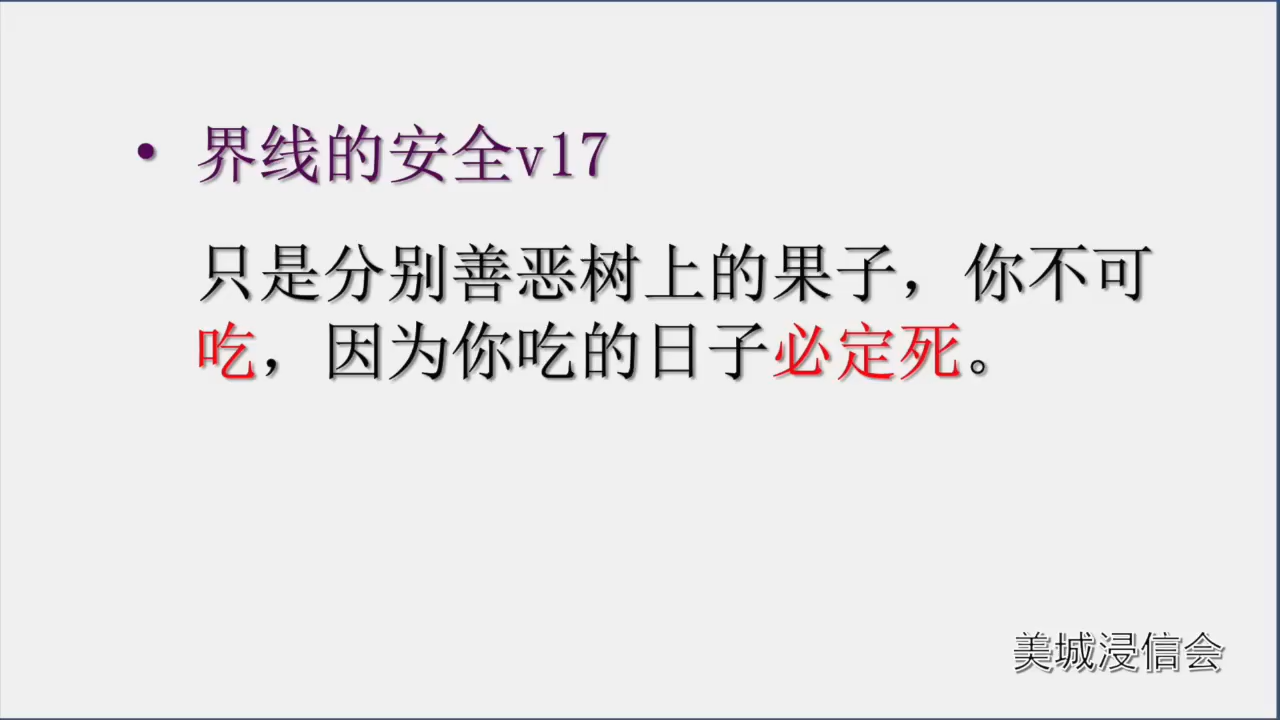 • 界线的安全v17
只是分别善恶树上的果子，你不可
吃，因为你吃的日子必定死。
美城浸信会